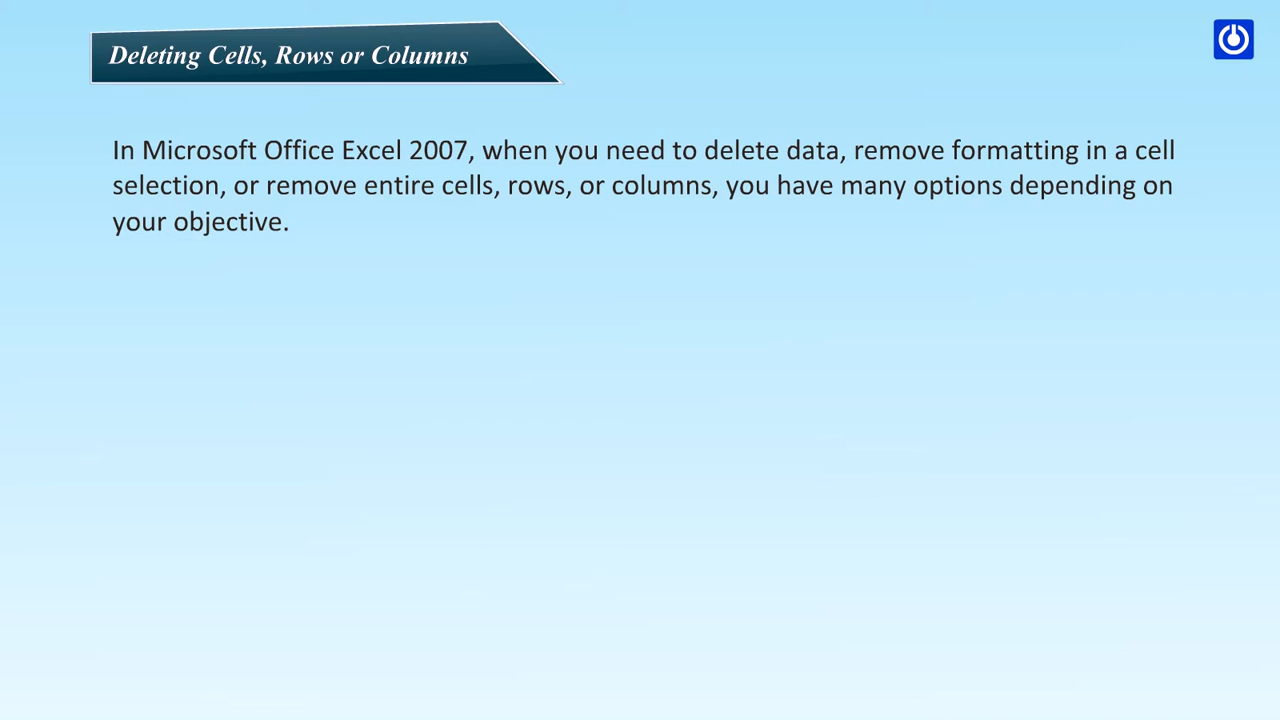 Deleting Cells, Rows or Columns
In Microsoft Office Excel 2007, when you need to delete data, remove formatting in a cell
selection, or remove entire cells, rows, or columns, you have many options depending on
your objective.